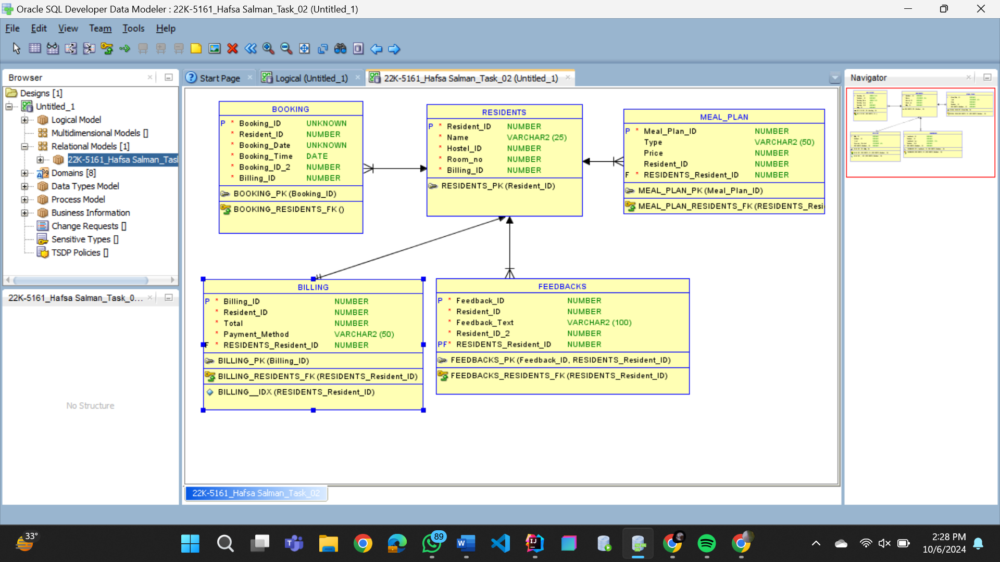 Oracle SQL Developer Data Modeler : 22K-5161_Hafsa Salman_Task_02 (Untitled_1)
File Edit View Team Tools Help
Browser
Designs [1]
Untitled_1
Logical Model
Multidimensional Models []
Relational Models [1]
22K-5161_Hafsa Salman_Tasl
Domains [8]
Data Types Model
Process Model
Business Information
Change Requests []
Sensitive Types []
TSDP Policies []
22K-5161_Hafsa Salman_Task_0...
No Structure
Start Page
Logical (Untitled_1)
22K-5161_Hafsa Salman_Task_02 (Untitled_1)
BOOKING
P * Booking_ID UNKNOWN
* Resident_ID NUMBER
* Booking_Date UNKNOWN
* Booking_Time DATE
* Booking_ID_2 NUMBER
* Billing_ID NUMBER
BOOKING_PK (Booking_ID)
BOOKING_RESIDENTS_FK ()
RESIDENTS
P * Resident_ID NUMBER
* Name VARCHAR2 (25)
* Hostel_ID NUMBER
* Room_no NUMBER
* Billing_ID NUMBER
RESIDENTS_PK (Resident_ID)
MEAL_PLAN
P * Meal_Plan_ID NUMBER
Type VARCHAR2 (50)
Price NUMBER
Resident_ID NUMBER
F * RESIDENTS_Resident_ID NUMBER
MEAL_PLAN_PK (Meal_Plan_ID)
MEAL_PLAN_RESIDENTS_FK (RESIDENTS_Resi
BILLING
P * Billing_ID NUMBER
* Resident_ID NUMBER
* Total NUMBER
* Payment_Method VARCHAR2 (50)
F * RESIDENTS_Resident_ID NUMBER
BILLING_PK (Billing_ID)
BILLING_RESIDENTS_FK (RESIDENTS_Resident_ID)
BILLING__IDX (RESIDENTS_Resident_ID)
FEEDBACKS
P * Feedback_ID NUMBER
* Resident_ID NUMBER
* Feedback_Text VARCHAR2 (100)
* Resident_ID_2 NUMBER
PF* RESIDENTS_Resident_ID NUMBER
FEEDBACKS_PK (Feedback_ID, RESIDENTS_Resident_ID)
FEEDBACKS_RESIDENTS_FK (RESIDENTS_Resident_ID)
22K-5161_Hafsa Salman_Task_02
Navigator
33°
89
2:28 PM
10/6/2024